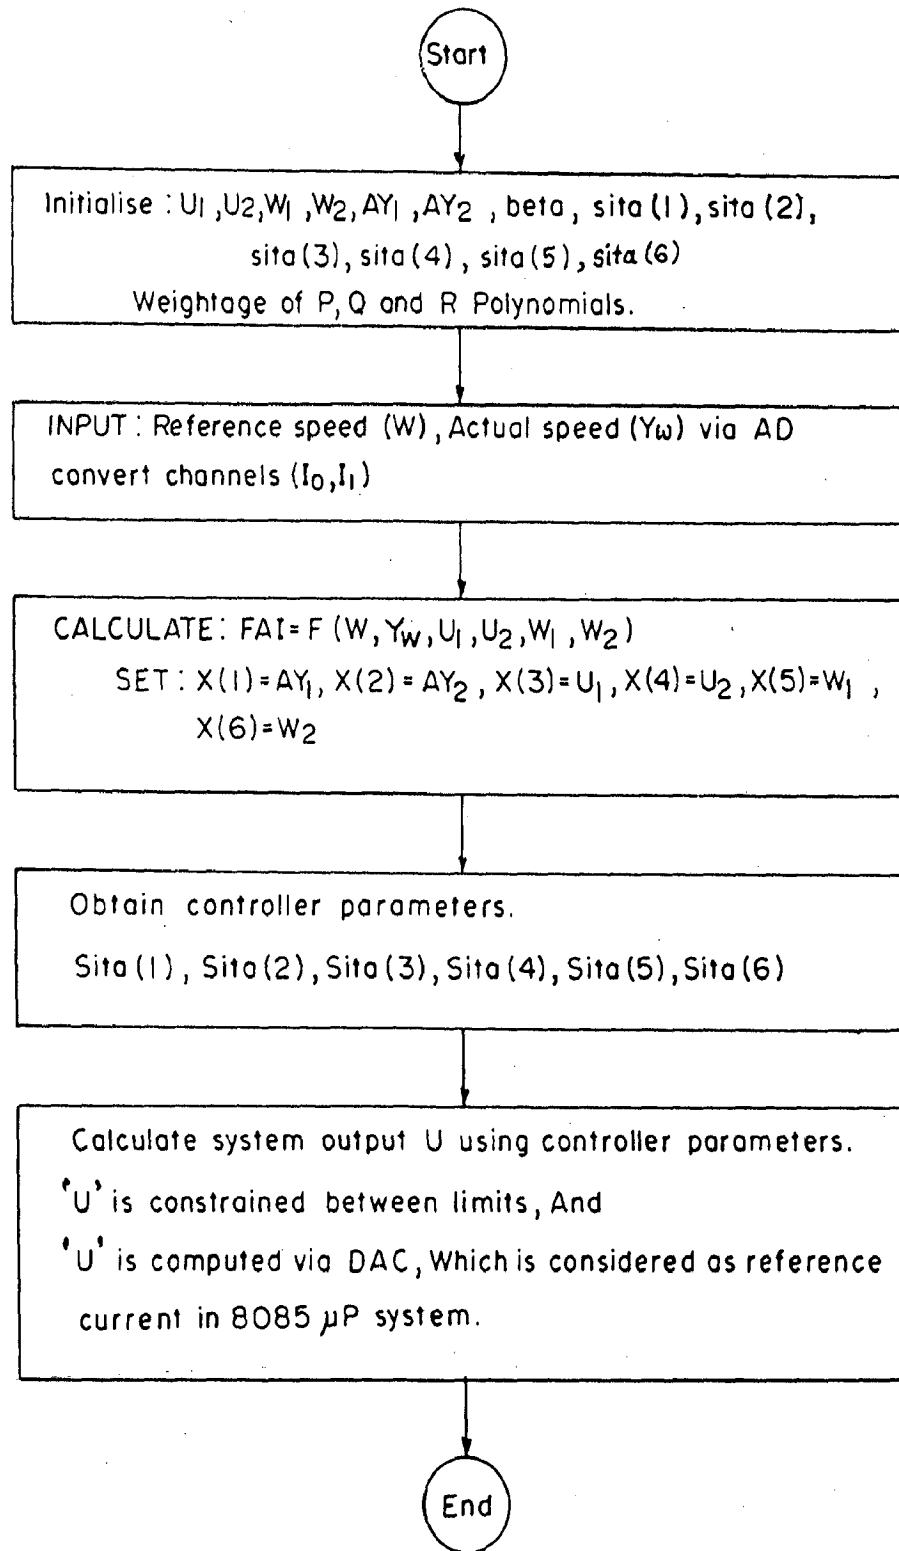 Start
Initialise : U1, U2, W1, W2, AY1, AY2, beta, sita(1), sita(2),
sita(3), sita(4), sita(5), sita(6)
Weightage of P, Q and R Polynomials.
INPUT : Reference speed (W), Actual speed (Yω) via AD
convert channels (I0, I1)
CALCULATE: FAI = F (W, YW, U1, U2, W1, W2)
SET : X(1) = AY1, X(2) = AY2, X(3) = U1, X(4) = U2, X(5) = W1,
X(6) = W2
Obtain controller parameters.
Sita(1), Sita(2), Sita(3), Sita(4), Sita(5), Sita(6)
Calculate system output U using controller parameters.
'U' is constrained between limits, And
'U' is computed via DAC, Which is considered as reference
current in 8085 μP system.
End